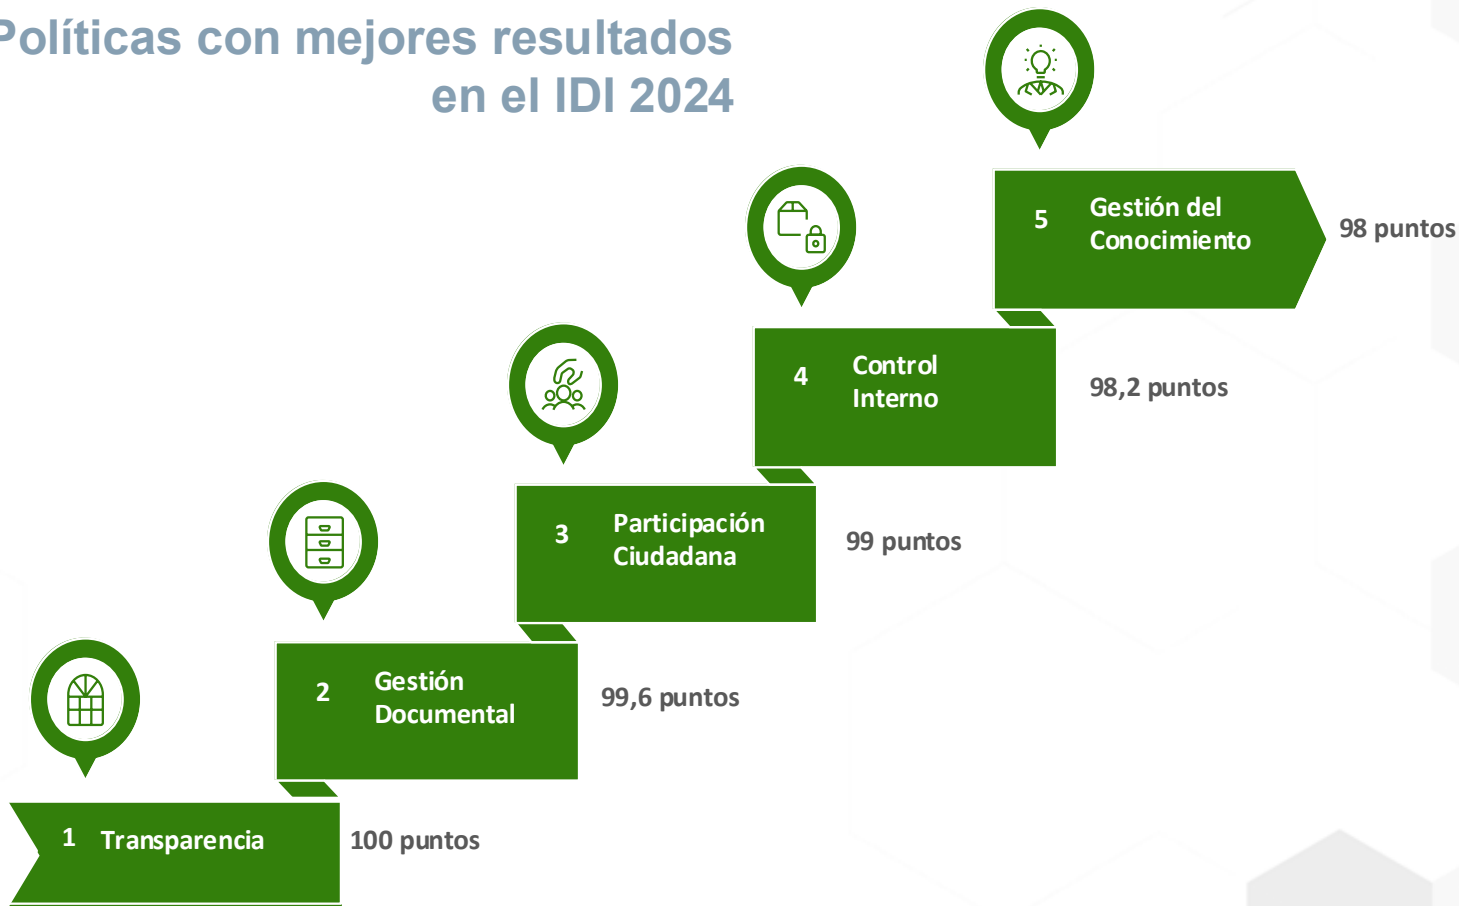 Políticas con mejores resultados
en el IDI 2024
5
Gestión del
Conocimiento
98 puntos
4
Control
Interno
98,2 puntos
3
Participación
Ciudadana
99 puntos
2
Gestión
Documental
99,6 puntos
1
Transparencia
100 puntos